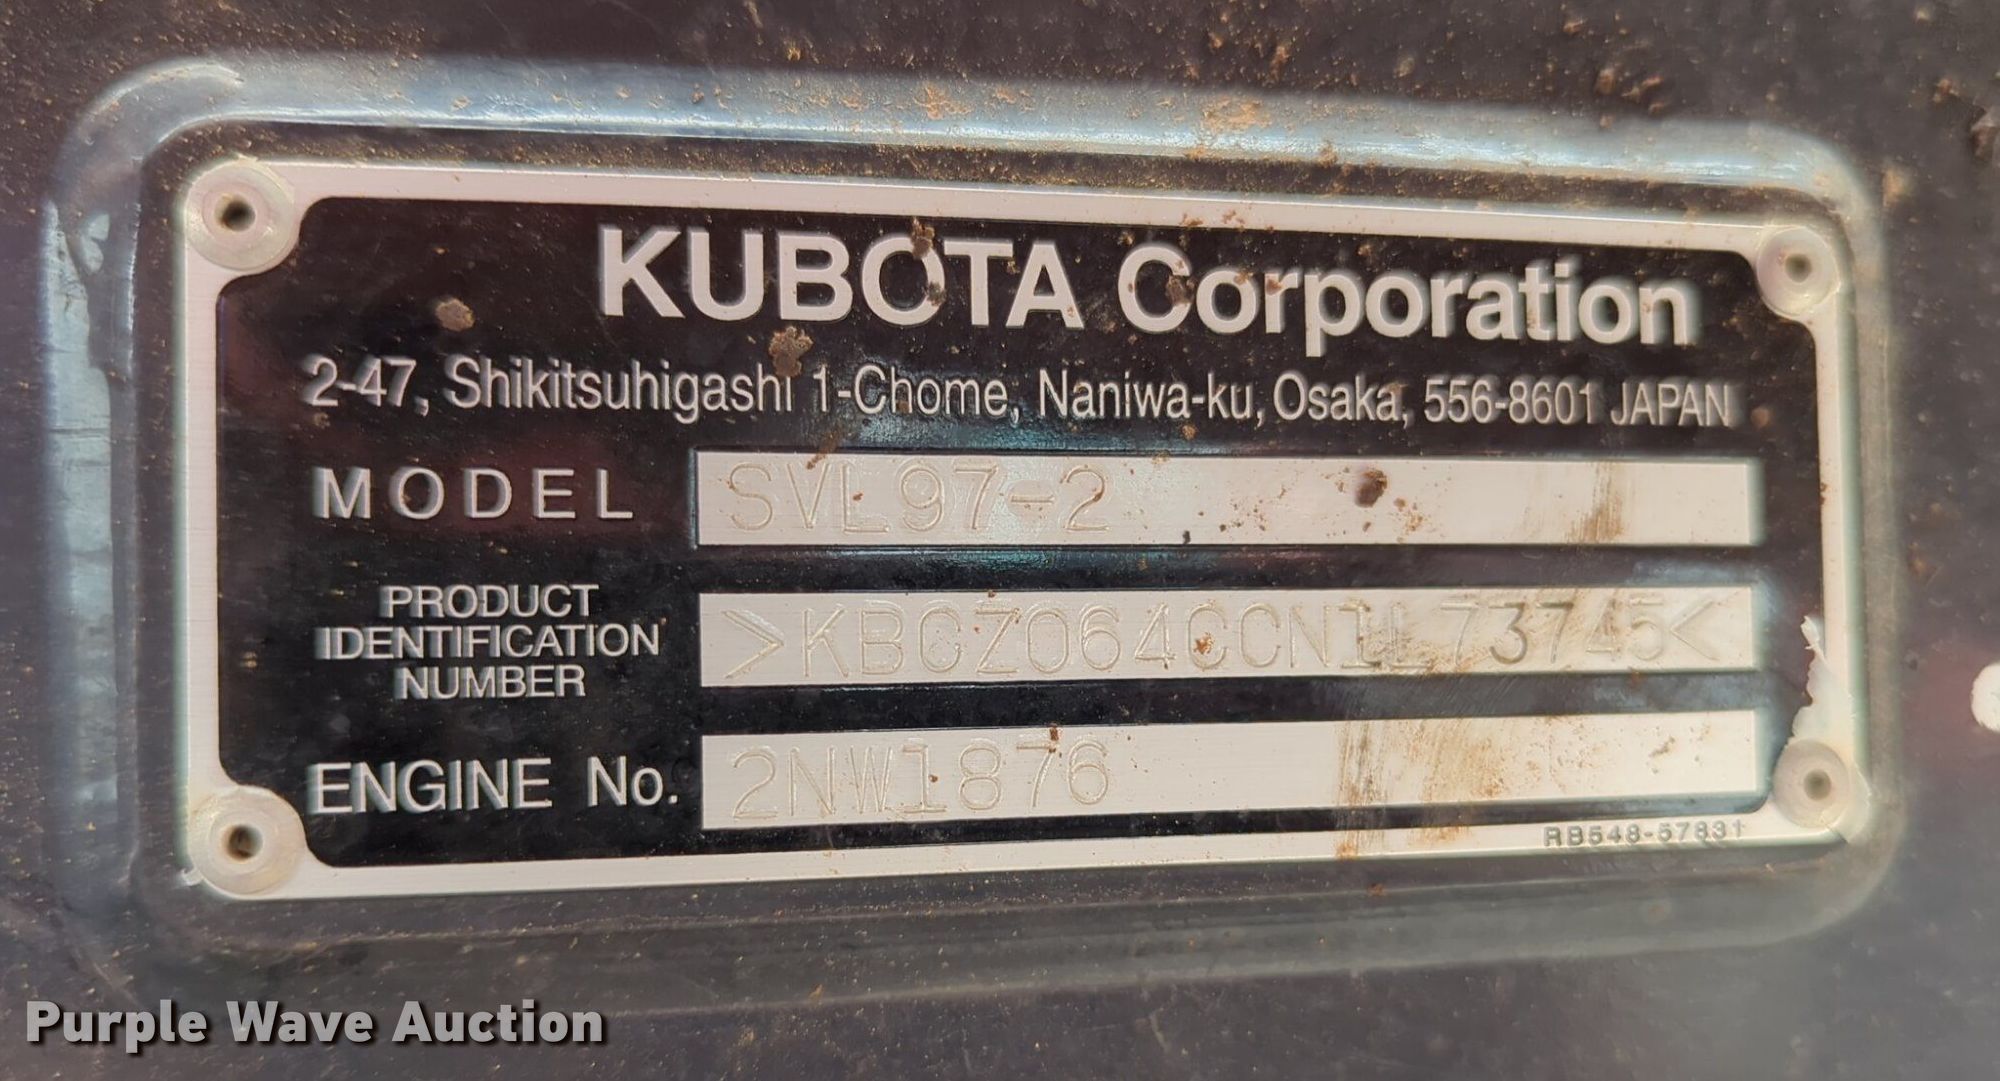 KUBOTA Corporation
2-47, Shikitsuhigashi 1-Chome, Naniwa-ku, Osaka, 556-8601 JAPAN
MODEL SVL97-2
PRODUCT
IDENTIFICATION
NUMBER
>KBCZ064CCN1L73745<
ENGINE No. 2NW1876
RB548-57831
Purple Wave Auction